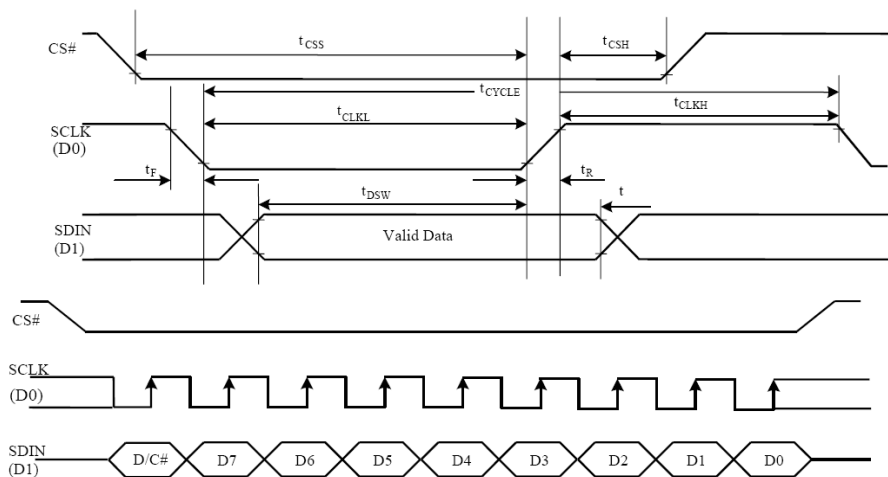 CS#
tCSS
tCSH
tCYCLE
SCLK
(D0)
tCLKL
tCLKH
tF
tR
tDSW
t
SDIN
(D1)
Valid Data
CS#
SCLK
(D0)
SDIN
(D1)
D/C# D7 D6 D5 D4 D3 D2 D1 D0